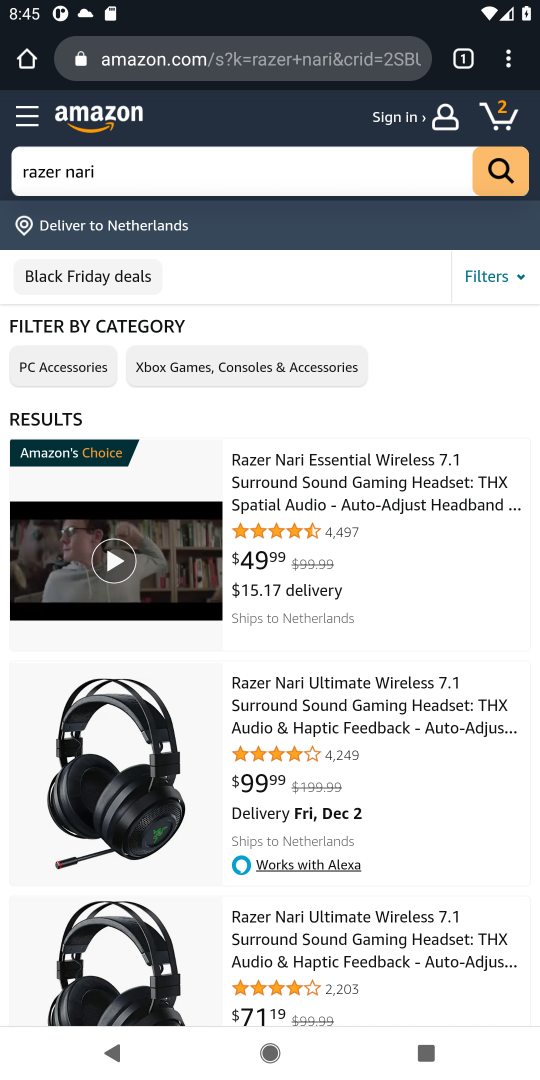 8:45
amazon.com/s?k=razer+nari&crid=2SBU
1
amazon
Sign in ›
2
razer nari
Deliver to Netherlands
Black Friday deals
Filters
FILTER BY CATEGORY
PC Accessories
Xbox Games, Consoles & Accessories
RESULTS
Amazon's Choice
Razer Nari Essential Wireless 7.1
Surround Sound Gaming Headset: THX
Spatial Audio - Auto-Adjust Headband ...
4,497
$49.99 $99.99
$15.17 delivery
Ships to Netherlands
Razer Nari Ultimate Wireless 7.1
Surround Sound Gaming Headset: THX
Audio & Haptic Feedback - Auto-Adjus...
4,249
$99.99 $199.99
Delivery Fri, Dec 2
Ships to Netherlands
Works with Alexa
Razer Nari Ultimate Wireless 7.1
Surround Sound Gaming Headset: THX
Audio & Haptic Feedback - Auto-Adjus...
2,203
$71.19 $99.99